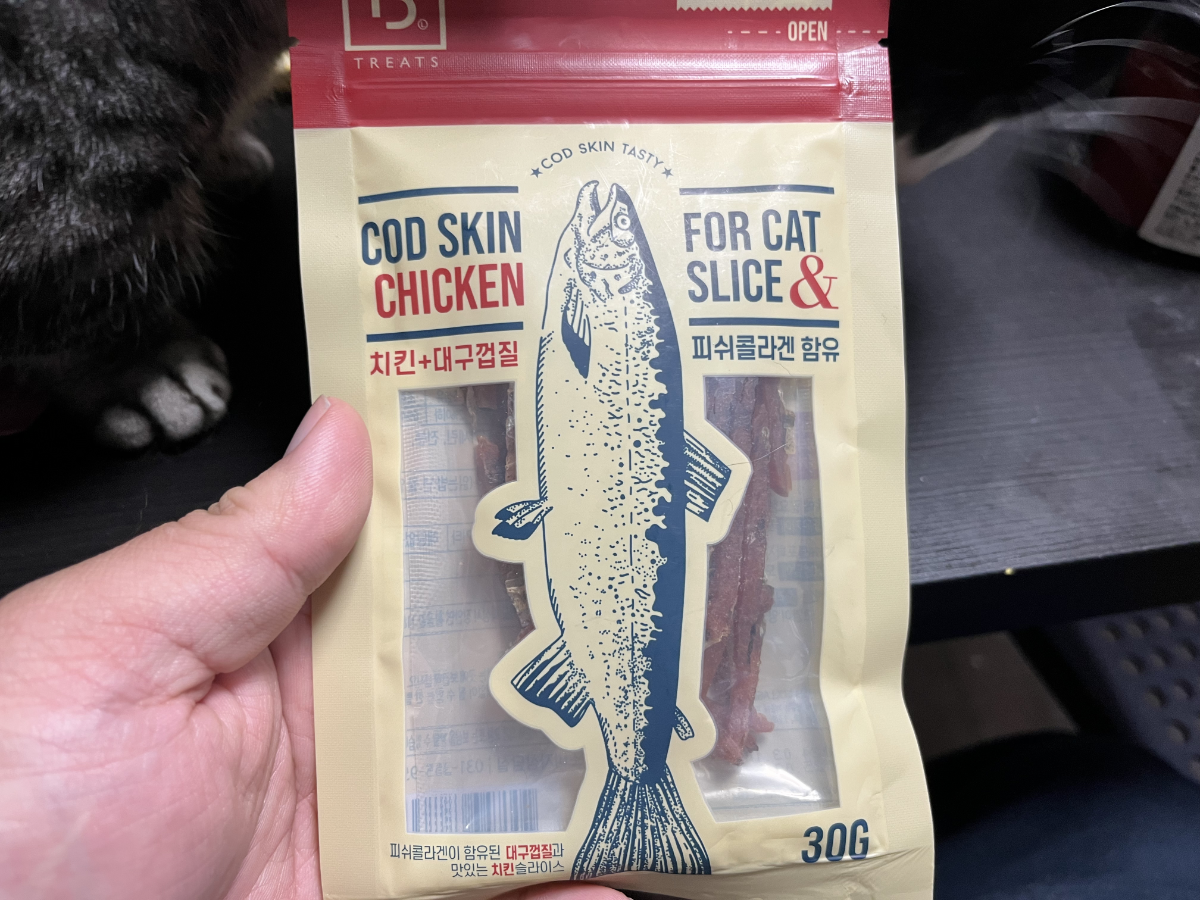 TREATS
OPEN
★COD SKIN TASTY★
COD SKIN
CHICKEN
치킨+대구껍질
FOR CAT
SLICE &
피쉬콜라겐 함유
피쉬콜라겐이 함유된 대구껍질과
맛있는 치킨슬라이스
30G